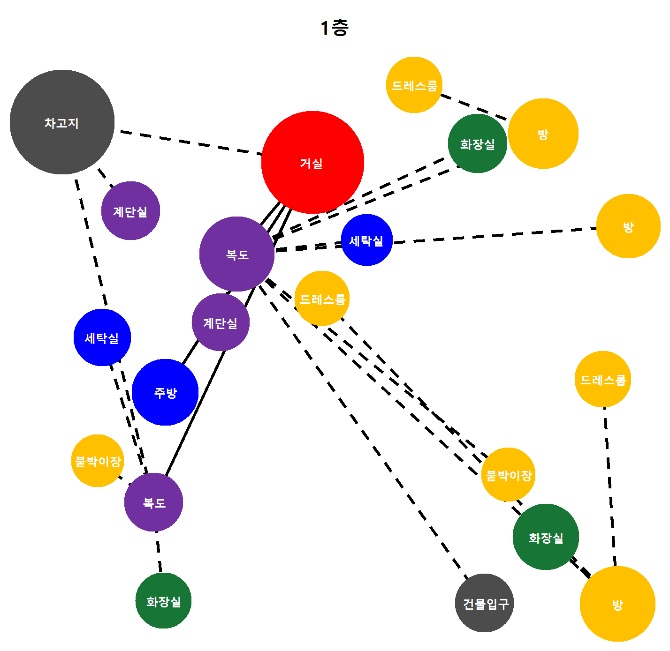 1층
드레스룸
차고지
방
화장실
거실
계단실
방
세탁실
복도
드레스룸
계단실
세탁실
드레스룸
주방
붙박이장
붙박이장
복도
화장실
화장실
건물입구
방